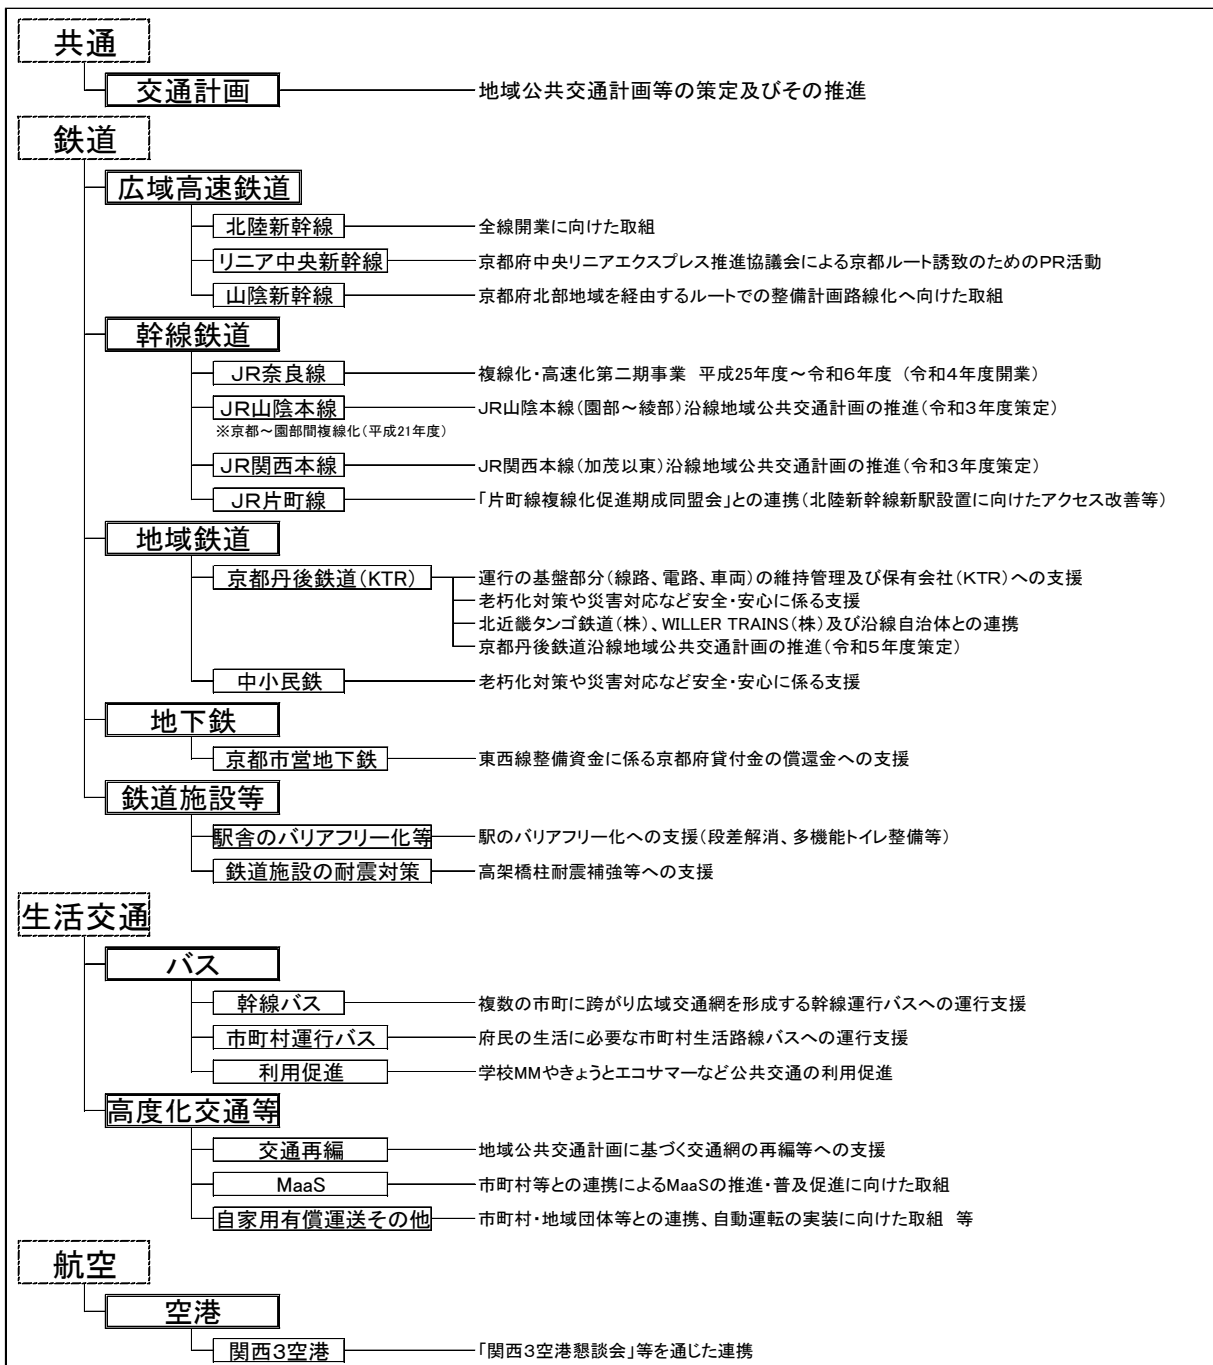 共通
交通計画 地域公共交通計画等の策定及びその推進
鉄道
広域高速鉄道
北陸新幹線 全線開業に向けた取組
リニア中央新幹線 京都府中央リニアエクスプレス推進協議会による京都ルート誘致のためのPR活動
山陰新幹線 京都府北部地域を経由するルートでの整備計画路線化へ向けた取組
幹線鉄道
JR奈良線 複線化・高速化第二期事業 平成25年度～令和6年度 (令和4年度開業)
JR山陰本線 JR山陰本線(園部～綾部)沿線地域公共交通計画の推進(令和3年度策定)
※京都～園部間複線化(平成21年度)
JR関西本線 JR関西本線(加茂以東)沿線地域公共交通計画の推進(令和3年度策定)
JR片町線 「片町線複線化促進期成同盟会」との連携(北陸新幹線新駅設置に向けたアクセス改善等)
地域鉄道
京都丹後鉄道(KTR) 運行の基盤部分(線路、電路、車両)の維持管理及び保有会社(KTR)への支援
老朽化対策や災害対応など安全・安心に係る支援
北近畿タンゴ鉄道(株)、WILLER TRAINS(株)及び沿線自治体との連携
京都丹後鉄道沿線地域公共交通計画の推進(令和5年度策定)
中小民鉄 老朽化対策や災害対応など安全・安心に係る支援
地下鉄
京都市営地下鉄 東西線整備資金に係る京都府貸付金の償還金への支援
鉄道施設等
駅舎のバリアフリー化等 駅のバリアフリー化への支援(段差解消、多機能トイレ整備等)
鉄道施設の耐震対策 高架橋柱耐震補強等への支援
生活交通
バス
幹線バス 複数の市町に跨がり広域交通網を形成する幹線運行バスへの運行支援
市町村運行バス 府民の生活に必要な市町村生活路線バスへの運行支援
利用促進 学校MMやきょうとエコサマーなど公共交通の利用促進
高度化交通等
交通再編 地域公共交通計画に基づく交通網の再編等への支援
MaaS 市町村等との連携によるMaaSの推進・普及促進に向けた取組
自家用有償運送その他 市町村・地域団体等との連携、自動運転の実装に向けた取組 等
航空
空港
関西3空港 「関西3空港懇談会」等を通じた連携